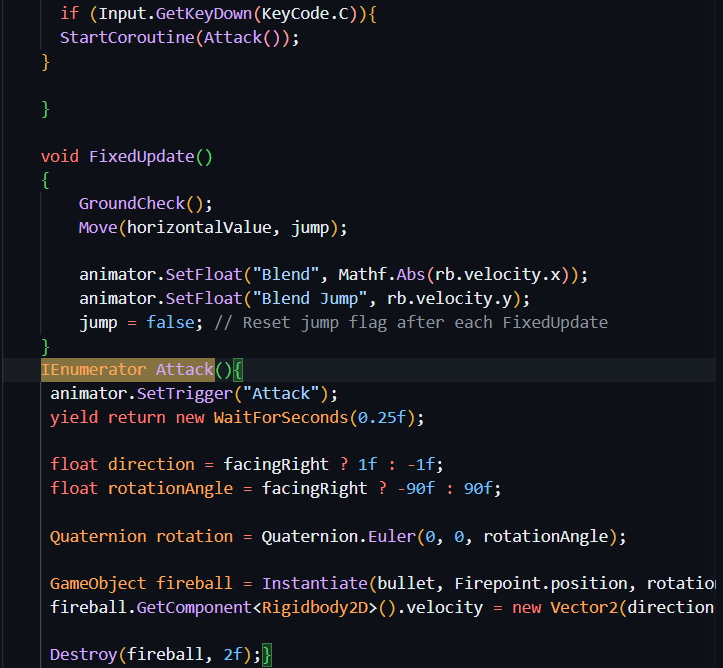 if (Input.GetKeyDown(KeyCode.C)){
StartCoroutine(Attack());
}
}
void FixedUpdate()
{
GroundCheck();
Move(horizontalValue, jump);
animator.SetFloat("Blend", Mathf.Abs(rb.velocity.x));
animator.SetFloat("Blend Jump", rb.velocity.y);
jump = false; // Reset jump flag after each FixedUpdate
}
IEnumerator Attack(){
animator.SetTrigger("Attack");
yield return new WaitForSeconds(0.25f);
float direction = facingRight ? 1f : -1f;
float rotationAngle = facingRight ? -90f : 90f;
Quaternion rotation = Quaternion.Euler(0, 0, rotationAngle);
GameObject fireball = Instantiate(bullet, Firepoint.position, rotation
fireball.GetComponent<Rigidbody2D>().velocity = new Vector2(direction
Destroy(fireball, 2f);}